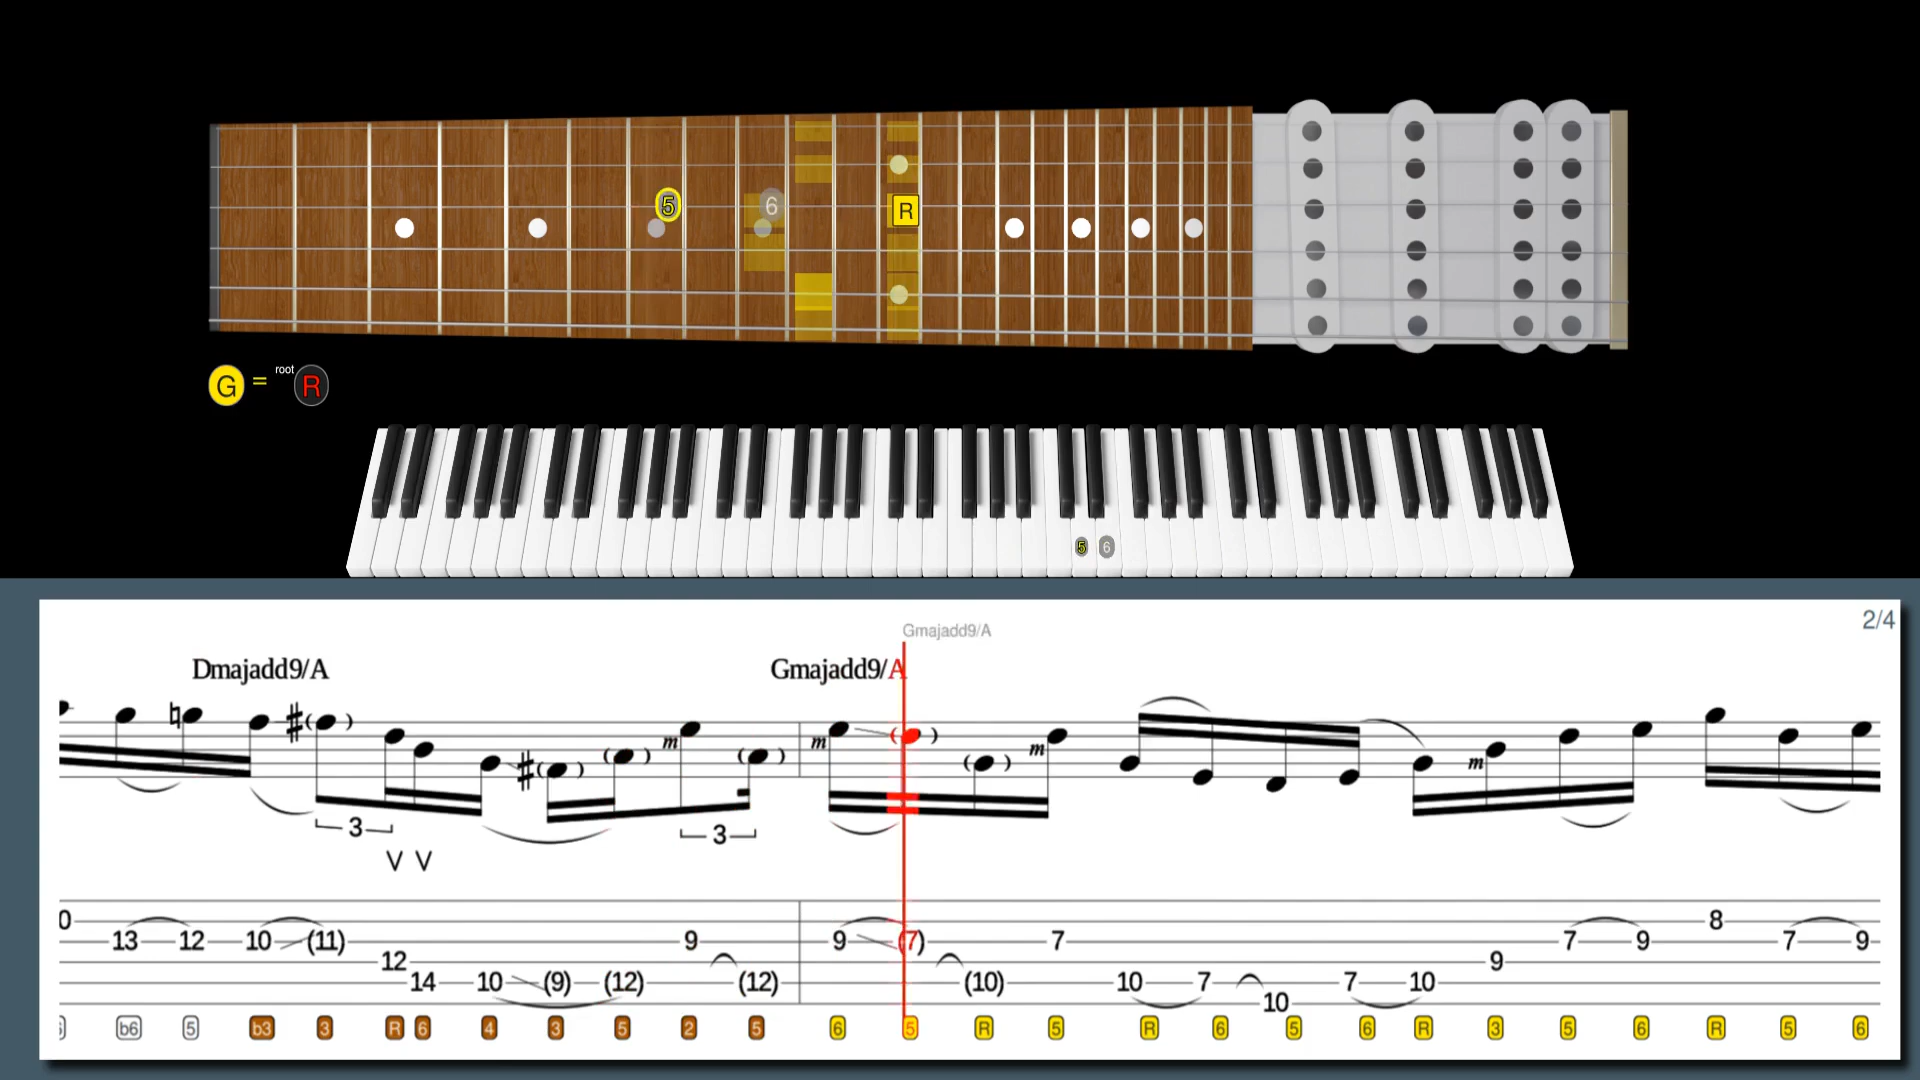 5 6
R
G = root R
5 6
2/4
Gmajadd9/A
Dmajadd9/A Gmajadd9/A
m m m m
3 3
V V
0 8
13 12 10 (11) 9 9 (7) 7 7 9 7 9
12 9
14 10 (9) (12) (12) (10) 10 7 7 10
10
b6 5 b3 3 R 6 4 3 5 2 5 6 5 R 5 R 6 5 6 R 3 5 6 R 5 6